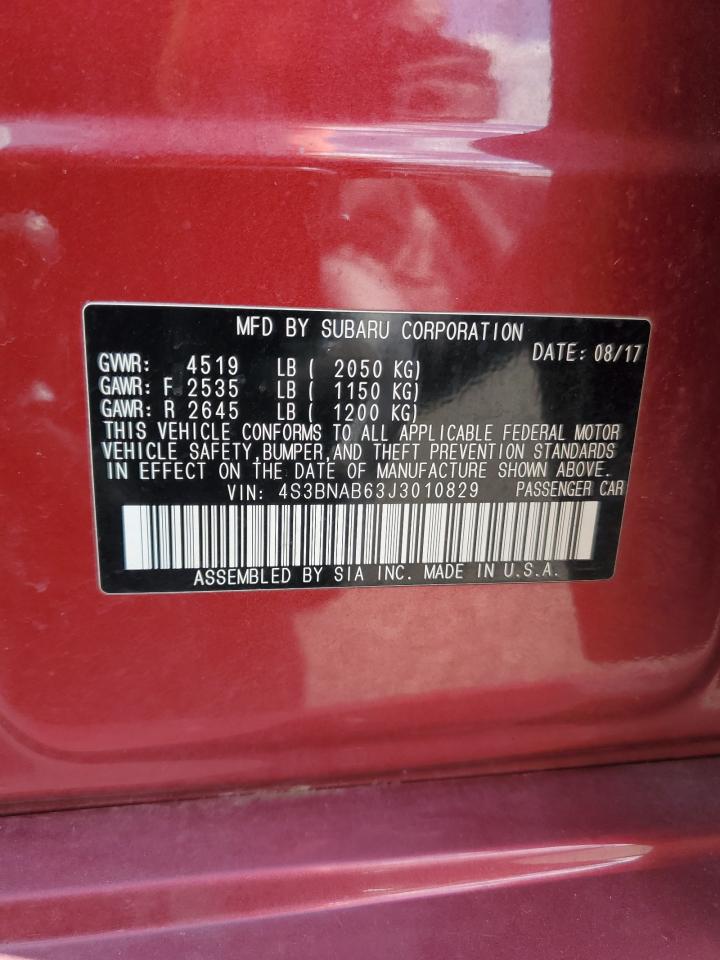 MFD BY SUBARU CORPORATION
DATE: 08/17
GVWR: 4519 LB ( 2050 KG)
GAWR: F 2535 LB ( 1150 KG)
GAWR: R 2645 LB ( 1200 KG)
THIS VEHICLE CONFORMS TO ALL APPLICABLE FEDERAL MOTOR
VEHICLE SAFETY,BUMPER,AND THEFT PREVENTION STANDARDS
IN EFFECT ON THE DATE OF MANUFACTURE SHOWN ABOVE.
VIN: 4S3BNAB63J3010829 PASSENGER CAR
ASSEMBLED BY SIA INC. MADE IN U.S.A.